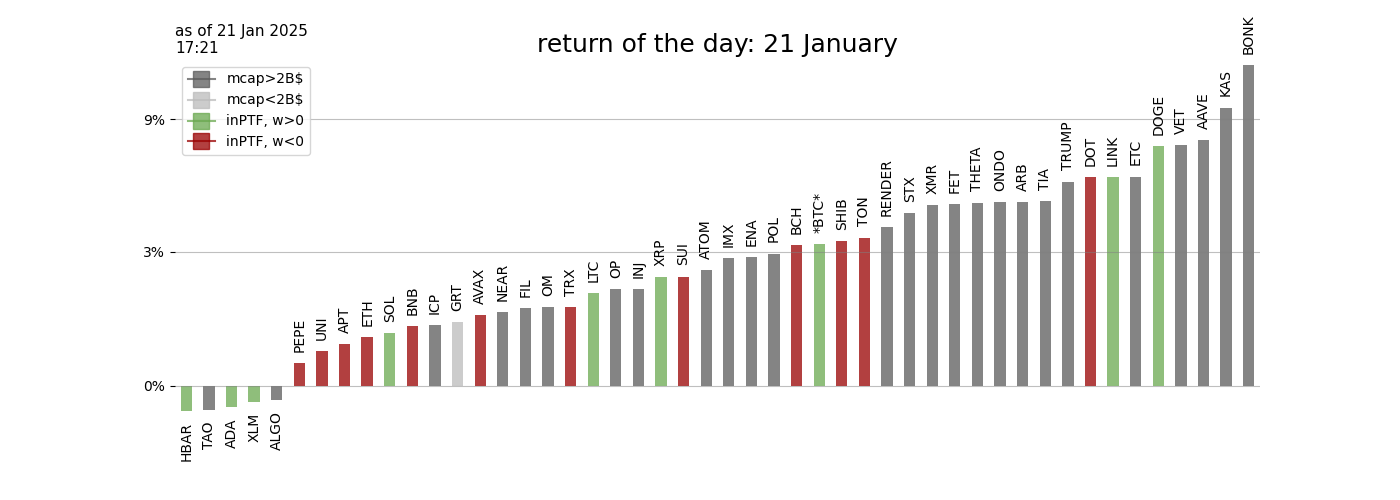 as of 21 Jan 2025
17:21
return of the day: 21 January
mcap>2B$
mcap<2B$
inPTF, w>0
inPTF, w<0
9%
3%
0%
HBAR
TAO
ADA
XLM
ALGO
PEPE
UNI
APT
ETH
SOL
BNB
ICP
GRT
AVAX
NEAR
FIL
OM
TRX
LTC
OP
INJ
XRP
SUI
ATOM
IMX
ENA
POL
BCH
*BTC*
SHIB
TON
RENDER
STX
XMR
FET
THETA
ONDO
ARB
TIA
TRUMP
DOT
LINK
ETC
DOGE
VET
AAVE
KAS
BONK